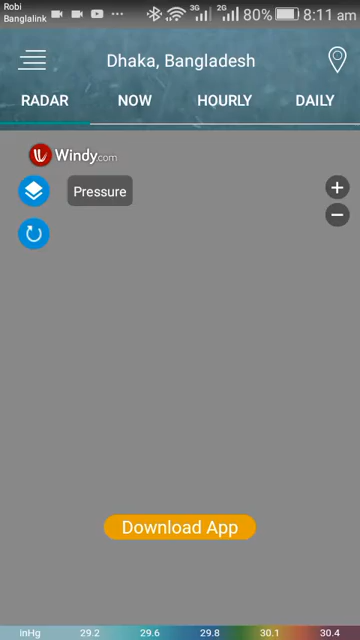 Robi
Banglalink
3G 2G 80% 8:11 am
Dhaka, Bangladesh
RADAR NOW HOURLY DAILY
Windy.com
Pressure
Download App
inHg 29.2 29.6 29.8 30.1 30.4